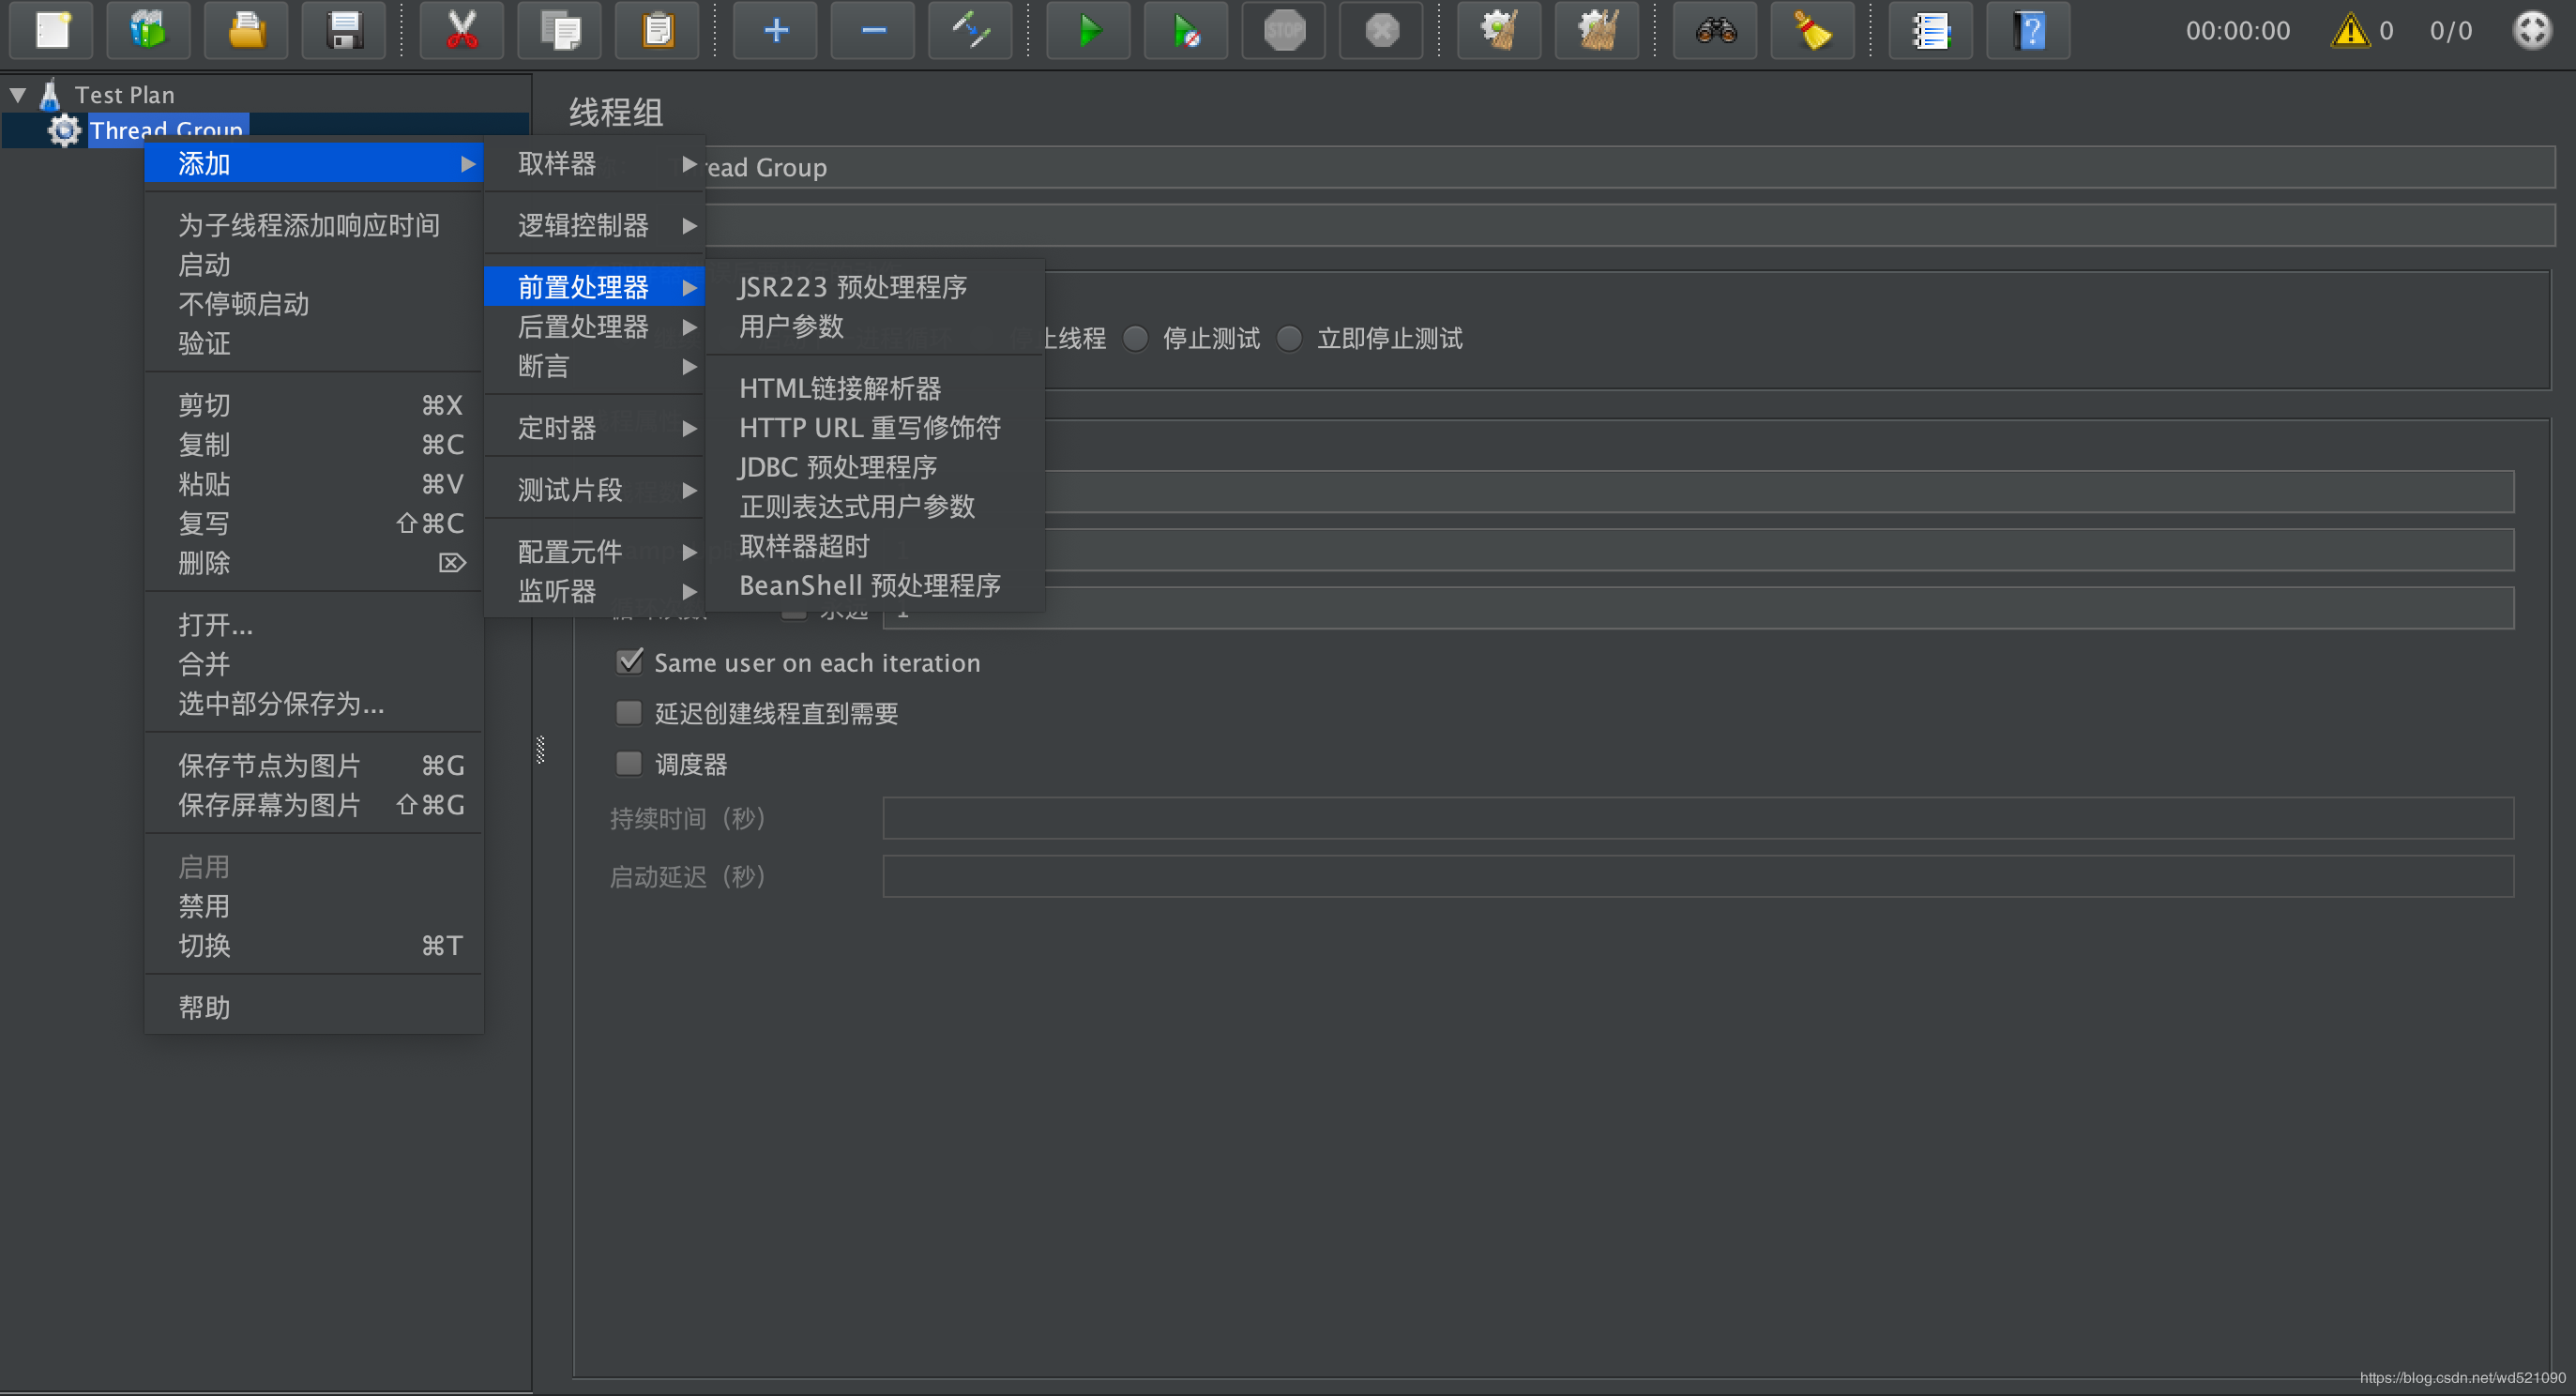 STOP
00:00:00
0
0/0
Test Plan
Thread Group
添加
为子线程添加响应时间
启动
不停顿启动
验证
剪切 ⌘X
复制 ⌘C
粘贴 ⌘V
复写 ⇧⌘C
删除 ⌦
打开...
合并
选中部分保存为...
保存节点为图片 ⌘G
保存屏幕为图片 ⇧⌘G
启用
禁用
切换 ⌘T
帮助
取样器
逻辑控制器
前置处理器
后置处理器
断言
定时器
测试片段
配置元件
监听器
JSR223 预处理程序
用户参数
HTML链接解析器
HTTP URL 重写修饰符
JDBC 预处理程序
正则表达式用户参数
取样器超时
BeanShell 预处理程序
线程组
read Group
停止线程 停止测试 立即停止测试
循环次数 永远 1
Same user on each iteration
延迟创建线程直到需要
调度器
持续时间（秒）
启动延迟（秒）
https://blog.csdn.net/wd521090